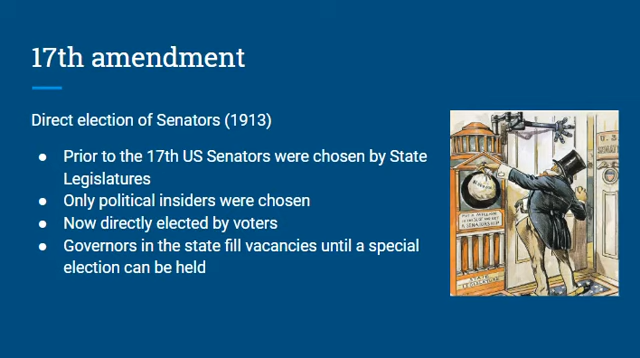 17th amendment
Direct election of Senators (1913)
● Prior to the 17th US Senators were chosen by State
Legislatures
● Only political insiders were chosen
● Now directly elected by voters
● Governors in the state fill vacancies until a special
election can be held
U.S.
STATE
LEGISLATURE